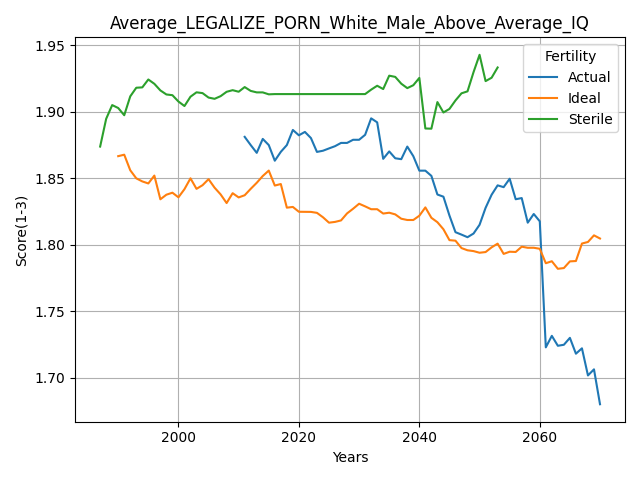 Average_LEGALIZE_PORN_White_Male_Above_Average_IQ
Fertility
Actual
Ideal
Sterile
Score(1-3)
1.95
1.90
1.85
1.80
1.75
1.70
2000
2020
2040
2060
Years